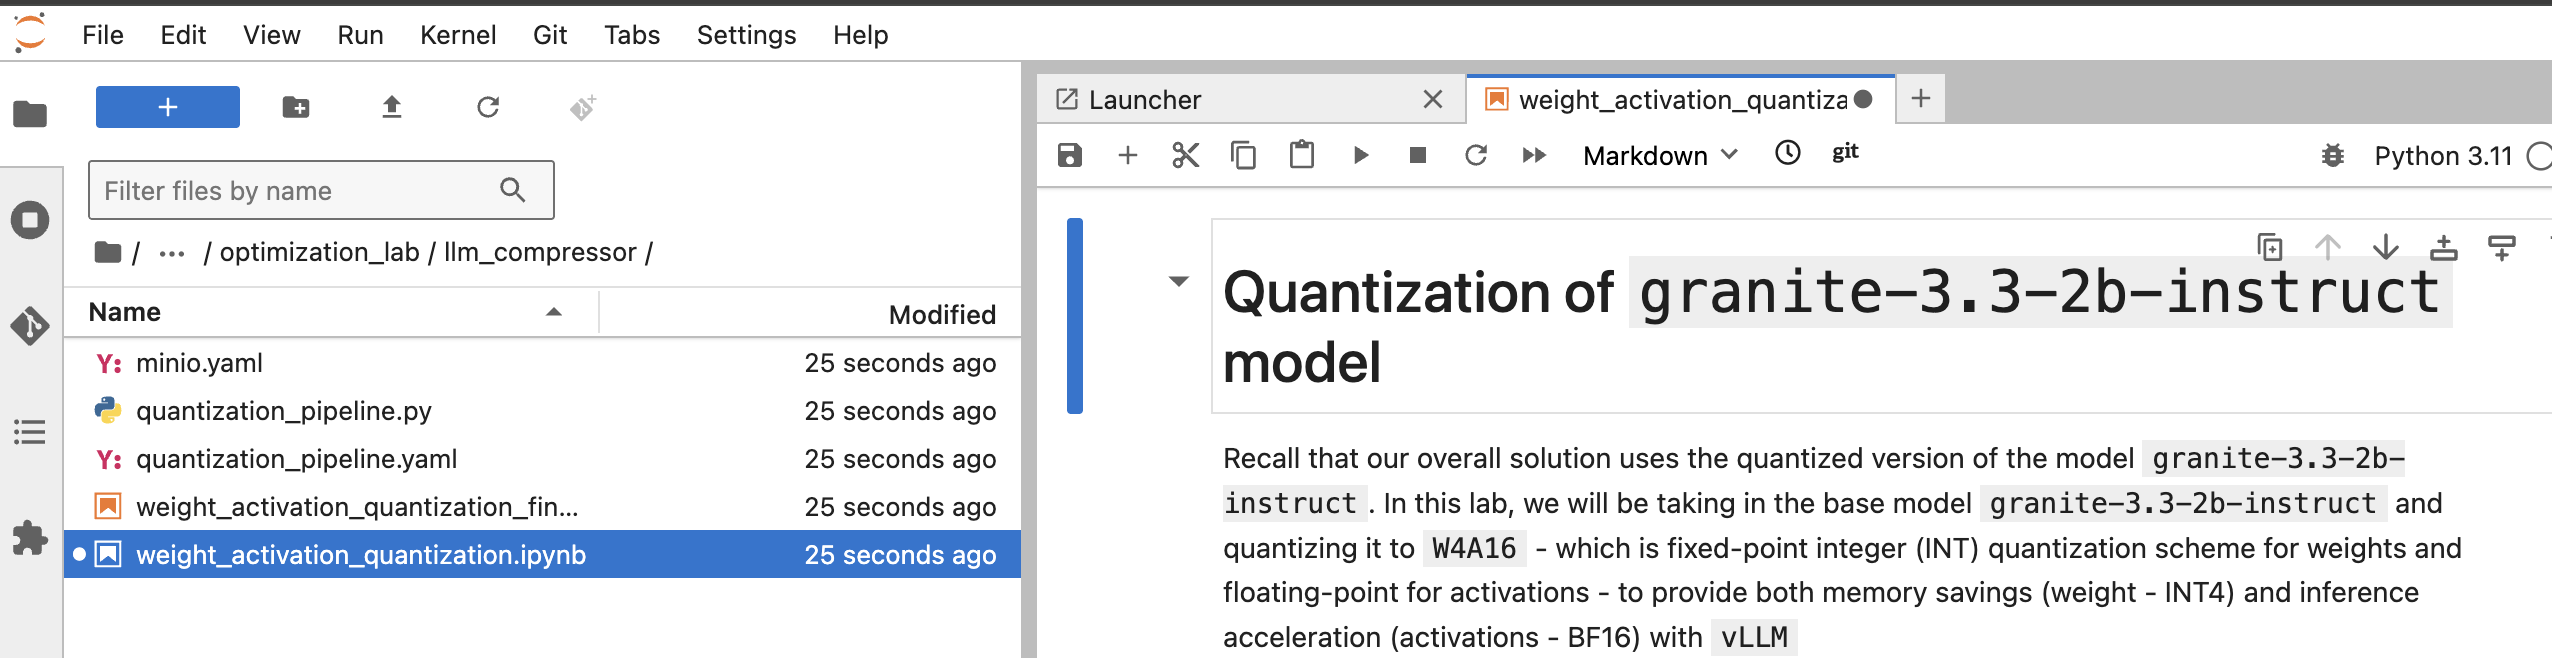 File Edit View Run Kernel Git Tabs Settings Help
Launcher
weight_activation_quantiza
Filter files by name
Markdown
git
Python 3.11
/ ... / optimization_lab / llm_compressor /
Name Modified
minio.yaml 25 seconds ago
quantization_pipeline.py 25 seconds ago
quantization_pipeline.yaml 25 seconds ago
weight_activation_quantization_fin... 25 seconds ago
weight_activation_quantization.ipynb 25 seconds ago
Quantization of granite-3.3-2b-instruct
model
Recall that our overall solution uses the quantized version of the model granite-3.3-2b-
instruct . In this lab, we will be taking in the base model granite-3.3-2b-instruct and
quantizing it to W4A16 - which is fixed-point integer (INT) quantization scheme for weights and
floating-point for activations - to provide both memory savings (weight - INT4) and inference
acceleration (activations - BF16) with vLLM